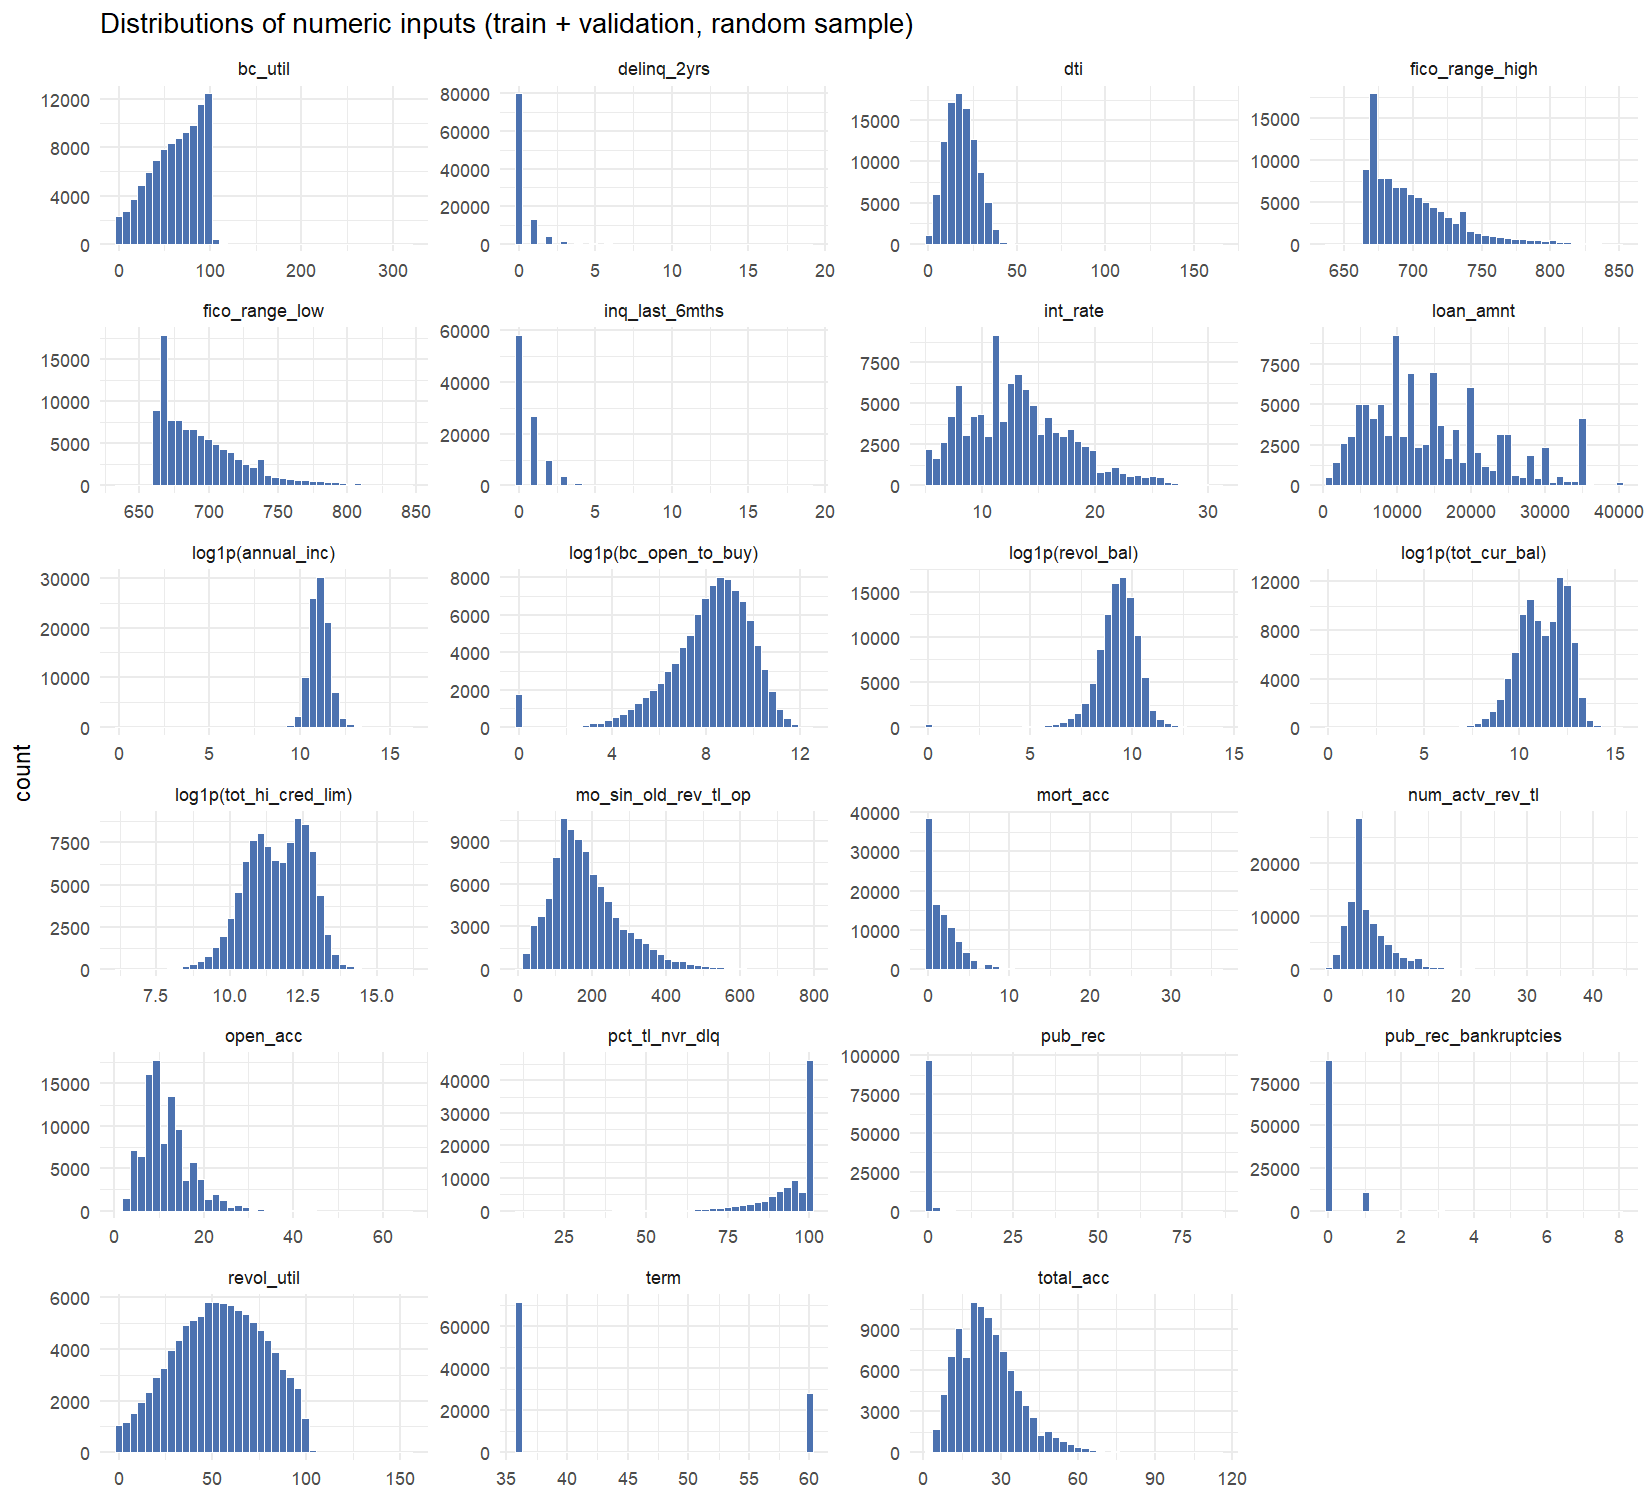 Distributions of numeric inputs (train + validation, random sample)
bc_util
delinq_2yrs
dti
fico_range_high
12000
8000
4000
0
0 100 200 300
80000
60000
40000
20000
0
0 5 10 15 20
15000
10000
5000
0
0 50 100 150
15000
10000
5000
0
650 700 750 800 850
fico_range_low
inq_last_6mths
int_rate
loan_amnt
15000
10000
5000
0
650 700 750 800 850
60000
40000
20000
0
0 5 10 15 20
7500
5000
2500
0
10 20 30
7500
5000
2500
0
0 10000 20000 30000 40000
log1p(annual_inc)
log1p(bc_open_to_buy)
log1p(revol_bal)
log1p(tot_cur_bal)
30000
20000
10000
0
0 5 10 15
8000
6000
4000
2000
0
0 4 8 12
15000
10000
5000
0
0 5 10 15
12000
8000
4000
0
0 5 10 15
count
log1p(tot_hi_cred_lim)
mo_sin_old_rev_tl_op
mort_acc
num_actv_rev_tl
7500
5000
2500
0
7.5 10.0 12.5 15.0
9000
6000
3000
0
0 200 400 600 800
40000
30000
20000
10000
0
0 10 20 30
20000
10000
0
0 10 20 30 40
open_acc
pct_tl_nvr_dlq
pub_rec
pub_rec_bankruptcies
15000
10000
5000
0
0 20 40 60
40000
30000
20000
10000
0
25 50 75 100
100000
75000
50000
25000
0
0 25 50 75
75000
50000
25000
0
0 2 4 6 8
revol_util
term
total_acc
6000
4000
2000
0
0 50 100 150
60000
40000
20000
0
35 40 45 50 55 60
9000
6000
3000
0
0 30 60 90 120